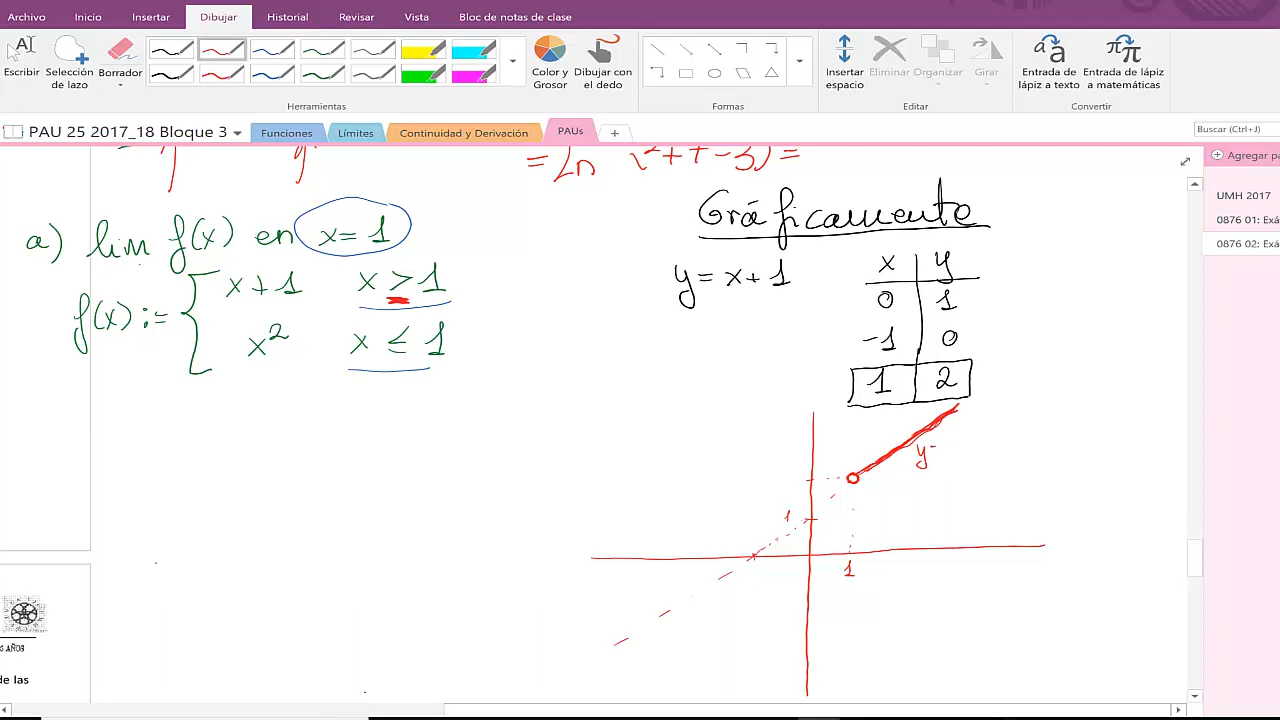 Archivo Inicio Insertar Dibujar Historial Revisar Vista Bloc de notas de clase
Escribir Selección de lazo Borrador Color y Grosor Dibujar con el dedo Insertar espacio Eliminar Organizar Girar Entrada de lápiz a texto Entrada de lápiz a matemáticas
Herramientas Formas Editar Convertir
PAU 25 2017_18 Bloque 3 Funciones Límites Continuidad y Derivación PAUs + Buscar (Ctrl+J)
Agregar pá
UMH 2017
0876 01: Exá
0876 02: Exá
Gráficamente
a) lim f(x) en x=1
f(x) := { x+1 x > 1
x² x ≤ 1
y = x+1
x y
0 1
-1 0
1 2
y=
1
1
OS AÑOS
de las